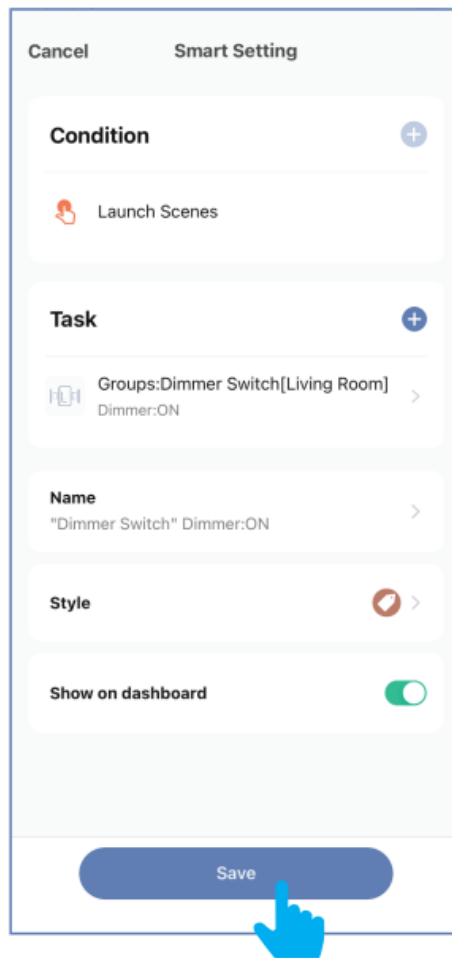 Cancel
Smart Setting
Condition
Launch Scenes
Task
Groups:Dimmer Switch[Living Room]
Dimmer:ON
Name
"Dimmer Switch" Dimmer:ON
Style
Show on dashboard
Save